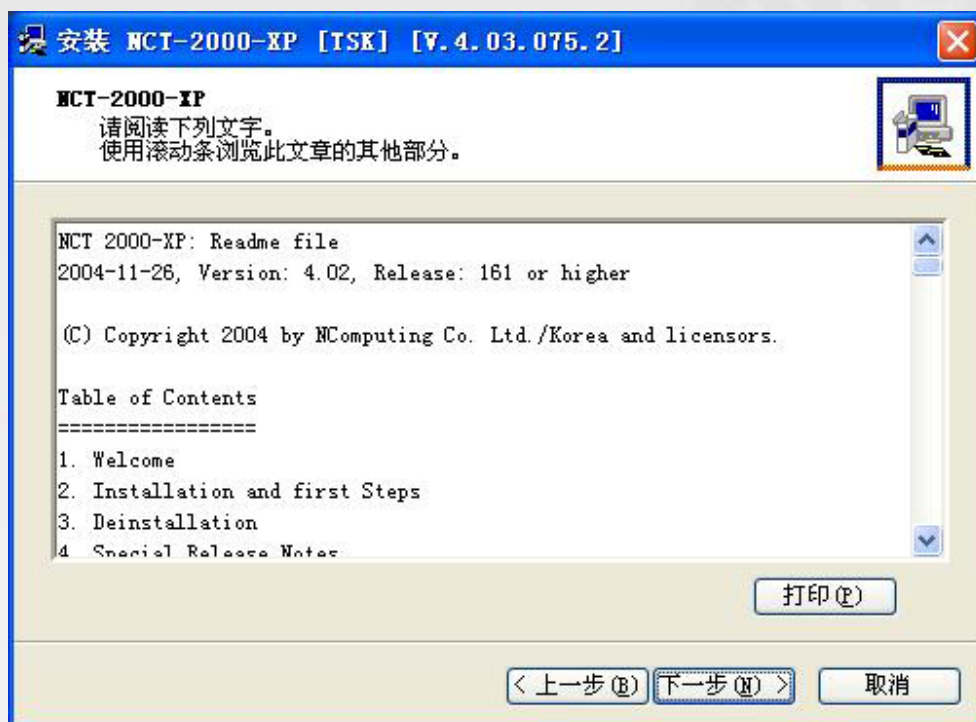 安装 NCT-2000-XP [TSK] [V.4.03.075.2]
NCT-2000-XP
请阅读下列文字。
使用滚动条浏览此文章的其他部分。
NCT 2000-XP: Readme file
2004-11-26, Version: 4.02, Release: 161 or higher
(C) Copyright 2004 by NComputing Co. Ltd./Korea and licensors.
Table of Contents
=================
1. Welcome
2. Installation and first Steps
3. Deinstallation
4. Special Release Notes
打印(P)
< 上一步(B) 下一步(N) > 取消